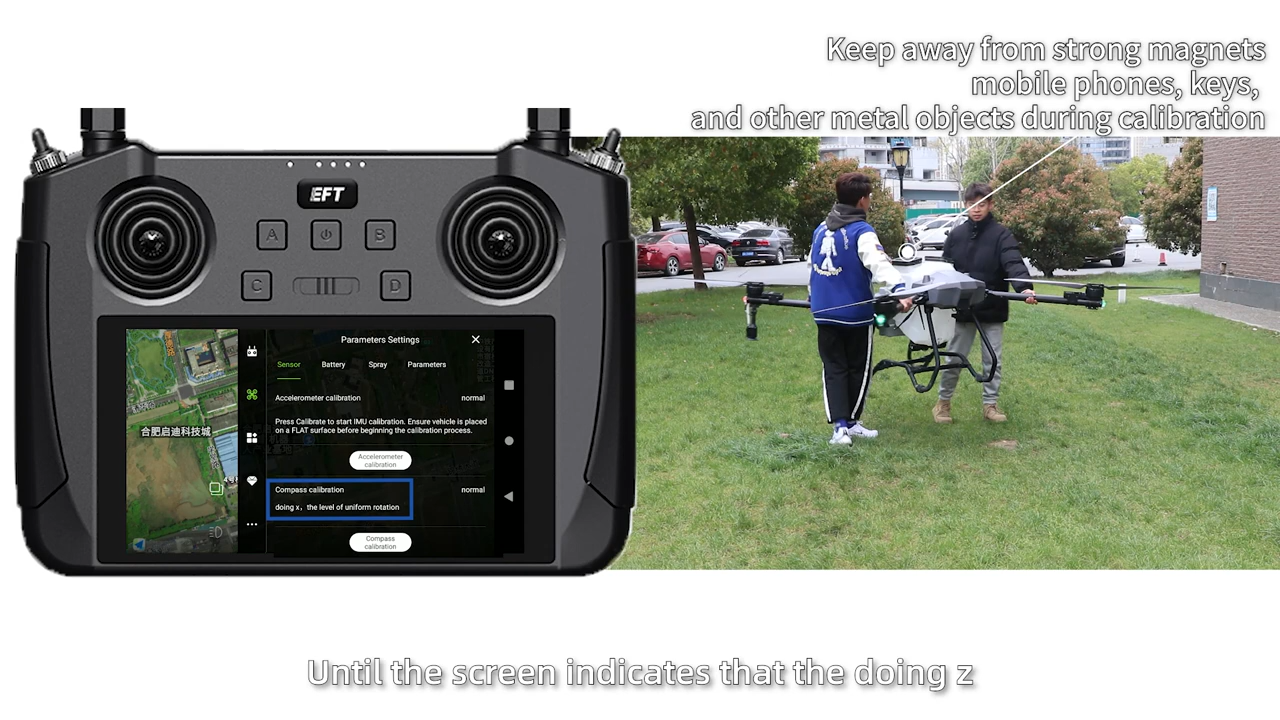 Keep away from strong magnets
mobile phones, keys,
and other metal objects during calibration
EFT
A
B
C
D
Parameters Settings
Sensor
Battery
Spray
Parameters
Accelerometer calibration
normal
Press Calibrate to start IMU calibration. Ensure vehicle is placed
on a FLAT surface before beginning the calibration process.
Accelerometer
calibration
合肥启迪科技城
Compass calibration
normal
doing x，the level of uniform rotation
Compass
calibration
Until the screen indicates that the doing z